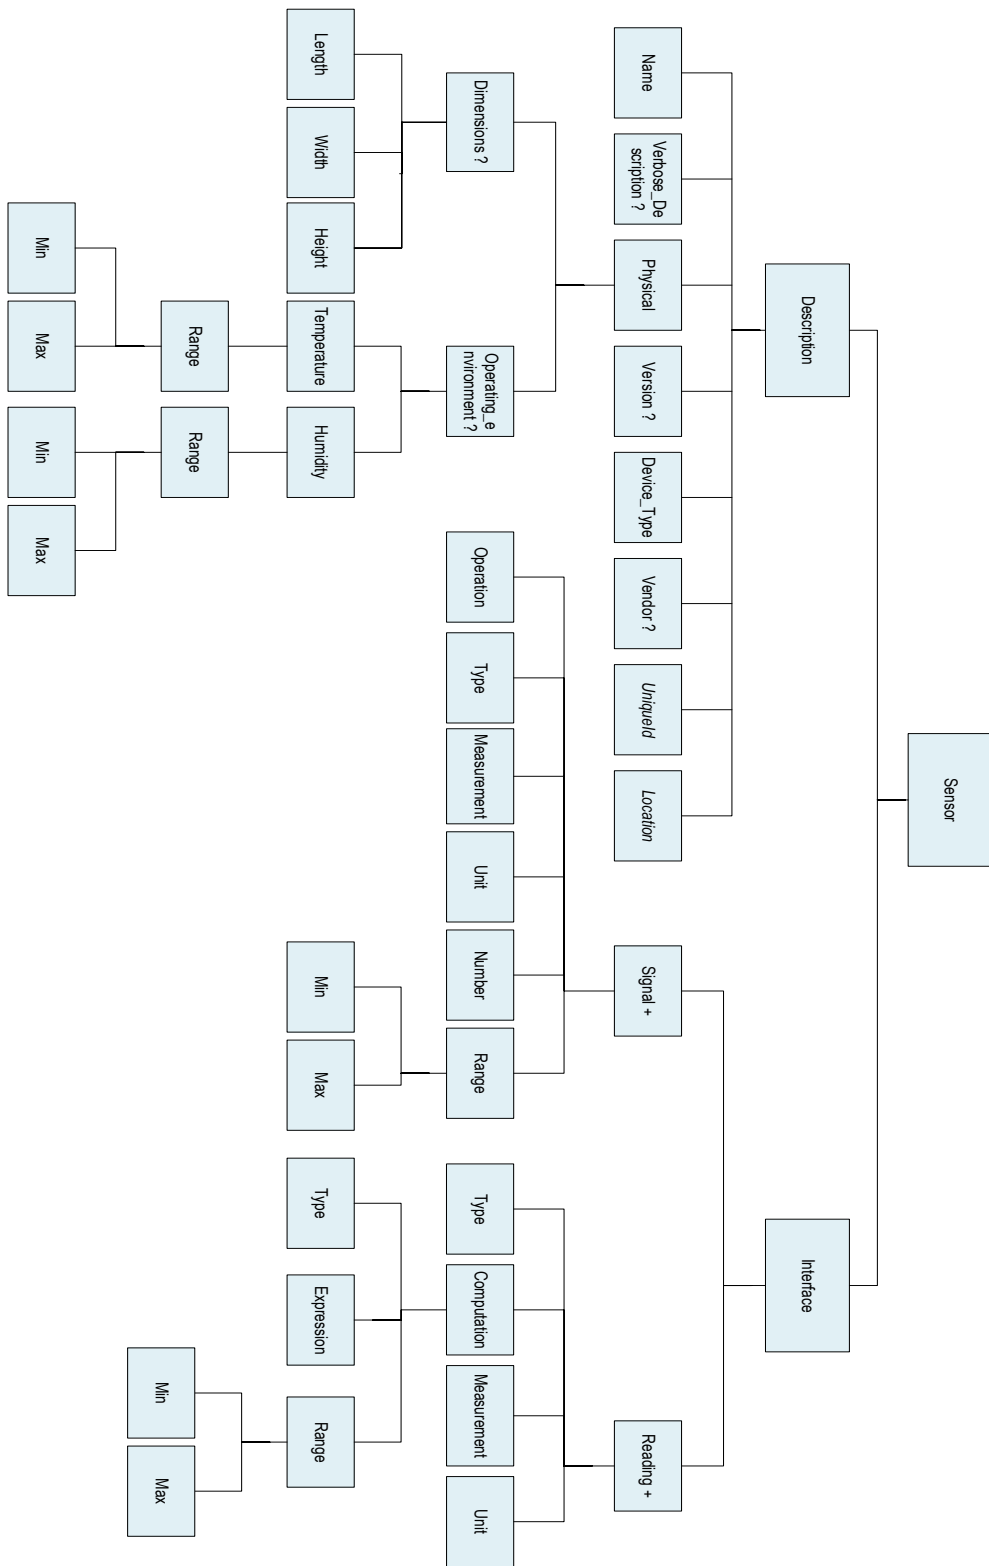 Sensor
Description
Interface
Name
Verbose_De
scription ?
Physical
Version ?
Device_Type
Vendor ?
UniqueId
Location
Signal +
Reading +
Dimensions ?
Operating_e
nvironment ?
Operation
Type
Measurement
Unit
Number
Range
Type
Computation
Measurement
Unit
Length
Width
Height
Temperature
Humidity
Min
Max
Type
Expression
Range
Range
Range
Min
Max
Min
Max
Min
Max